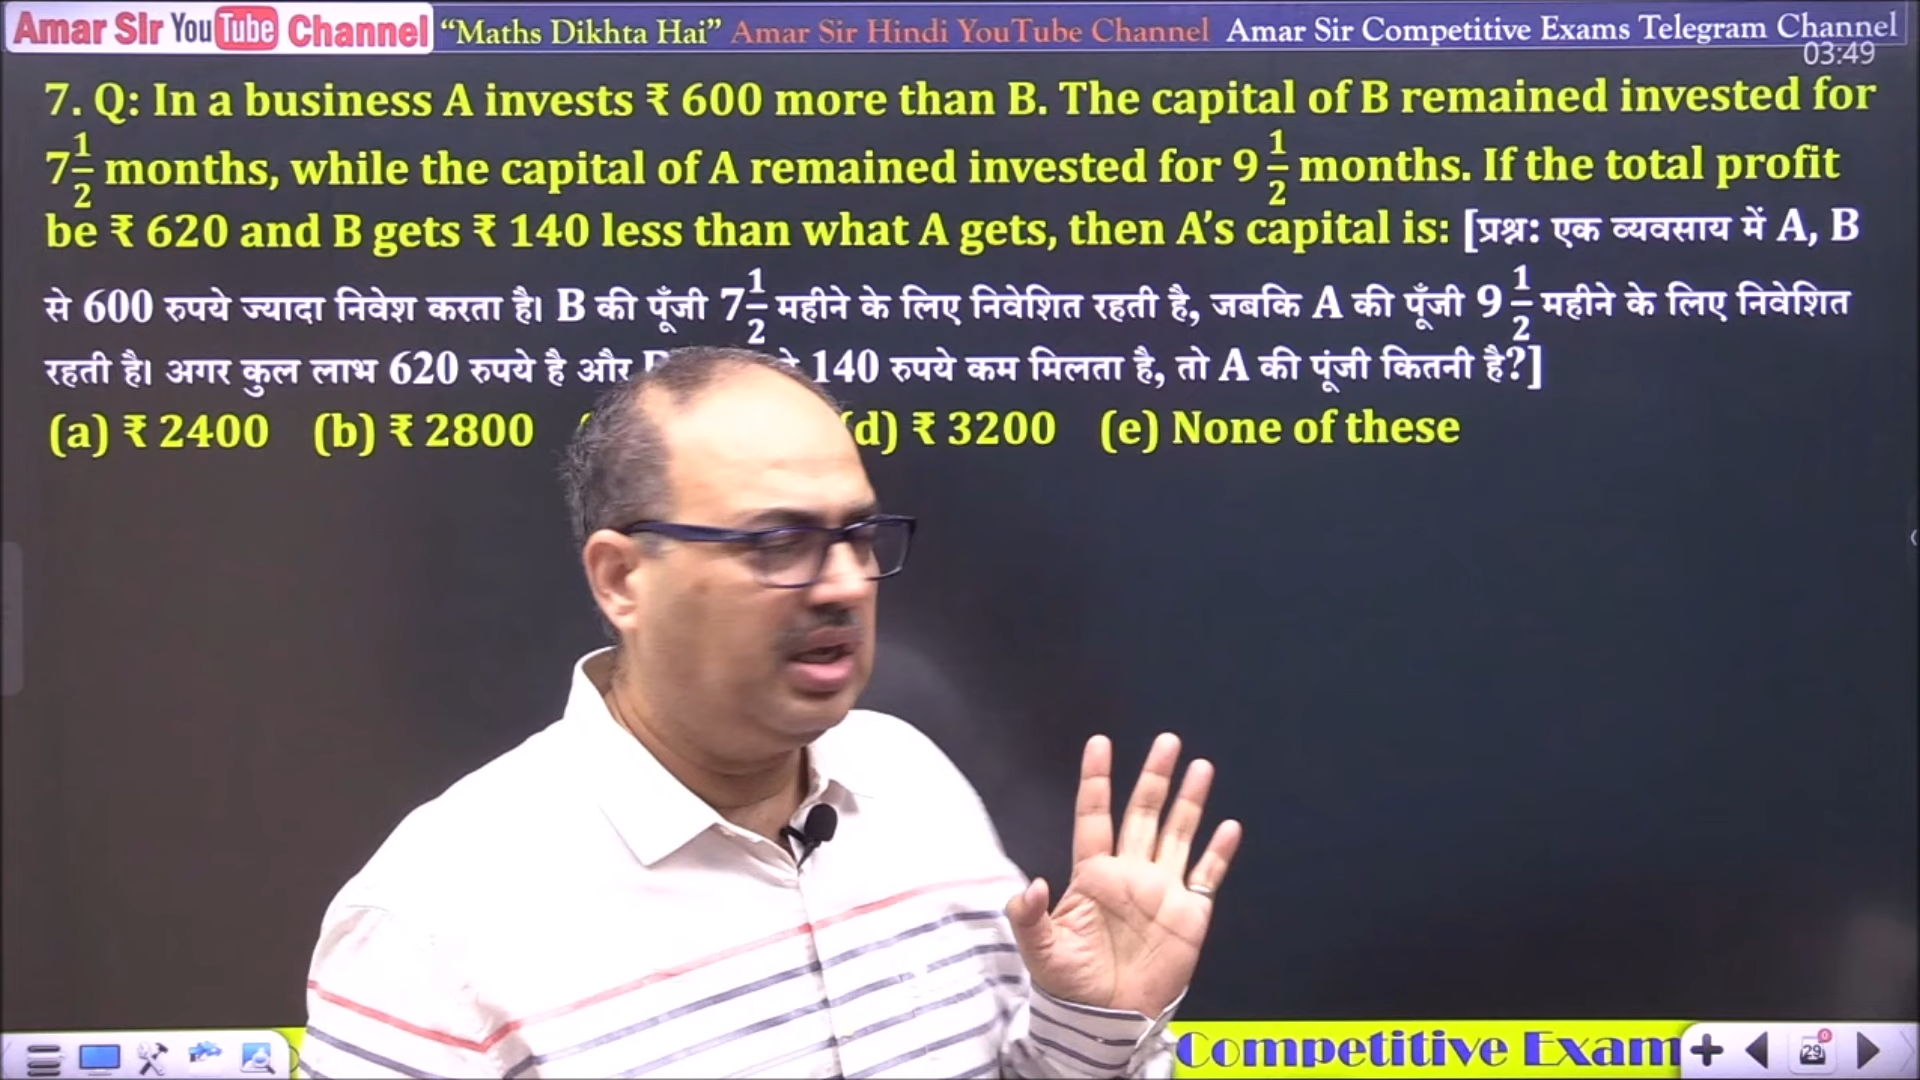 Amar Sir YouTube Channel "Maths Dikhta Hai" Amar Sir Hindi YouTube Channel Amar Sir Competitive Exams Telegram Channel
03:49
7. Q: In a business A invests ₹ 600 more than B. The capital of B remained invested for
7 1/2 months, while the capital of A remained invested for 9 1/2 months. If the total profit
be ₹ 620 and B gets ₹ 140 less than what A gets, then A's capital is: [प्रश्न: एक व्यवसाय में A, B
से 600 रुपये ज्यादा निवेश करता है। B की पूँजी 7 1/2 महीने के लिए निवेशित रहती है, जबकि A की पूँजी 9 1/2 महीने के लिए निवेशित
रहती है। अगर कुल लाभ 620 रुपये है और 140 रुपये कम मिलता है, तो A की पूंजी कितनी है?]
(a) ₹ 2400 (b) ₹ 2800 (d) ₹ 3200 (e) None of these
Competitive Exam
29
0